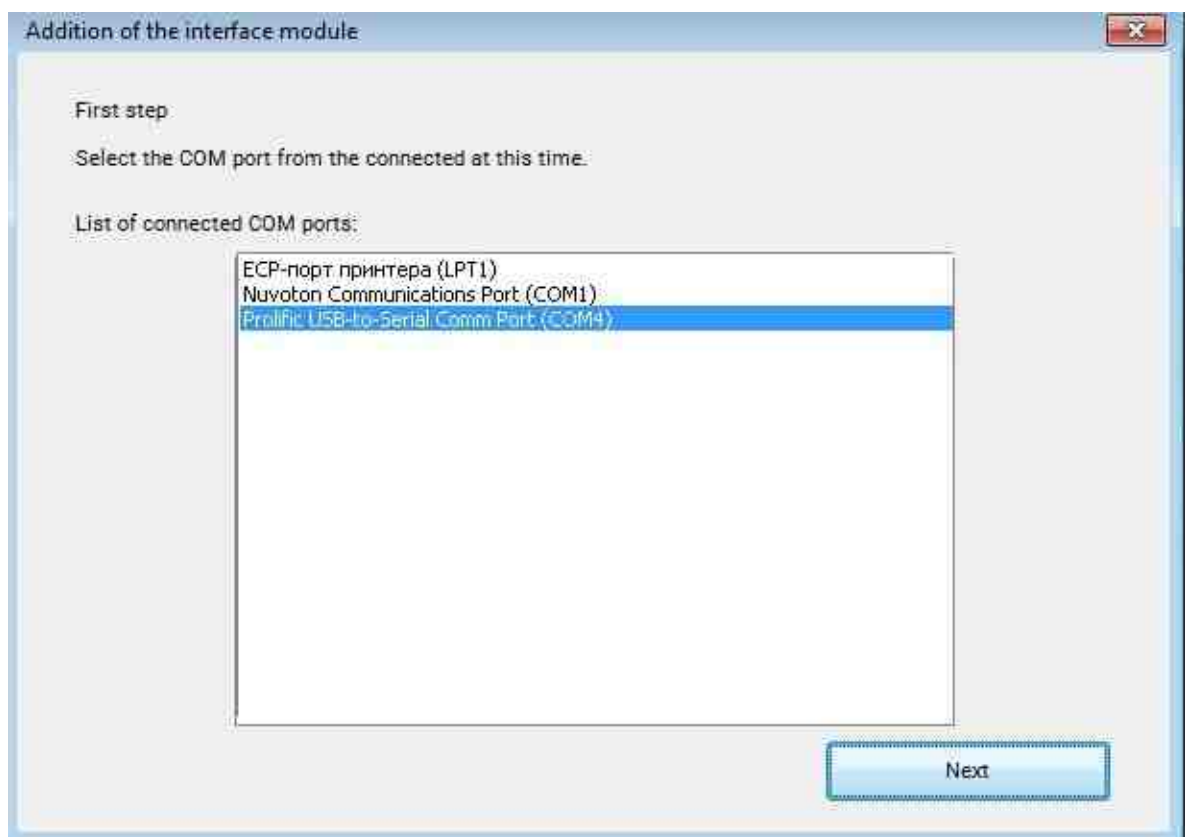 Addition of the interface module
First step
Select the COM port from the connected at this time.
List of connected COM ports:
ECP-порт принтера (LPT1)
Nuvoton Communications Port (COM1)
Prolific USB-to-Serial Comm Port (COM4)
Next